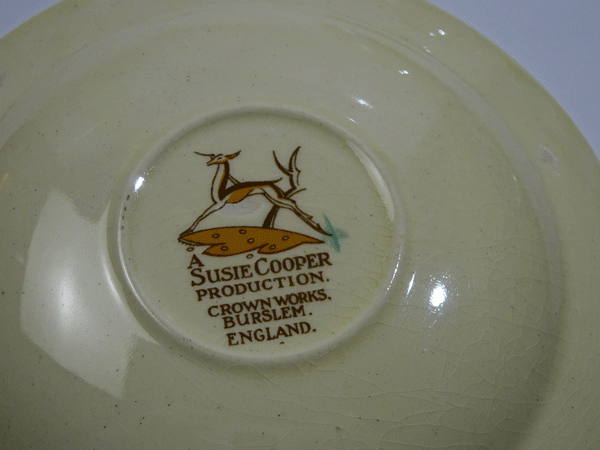 A
SUSIE COOPER
PRODUCTION.
CROWN WORKS.
BURSLEM.
ENGLAND.